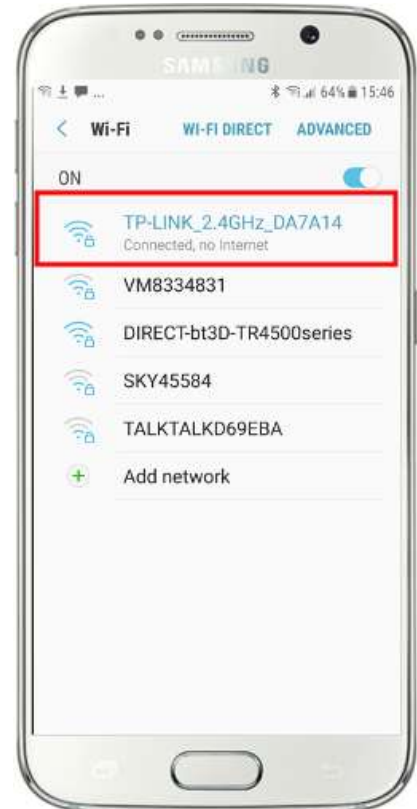 SAMSUNG
... 64% 15:46
< Wi-Fi WI-FI DIRECT ADVANCED
ON
TP-LINK_2.4GHz_DA7A14
Connected, no Internet
VM8334831
DIRECT-bt3D-TR4500series
SKY45584
TALKTALKD69EBA
+ Add network